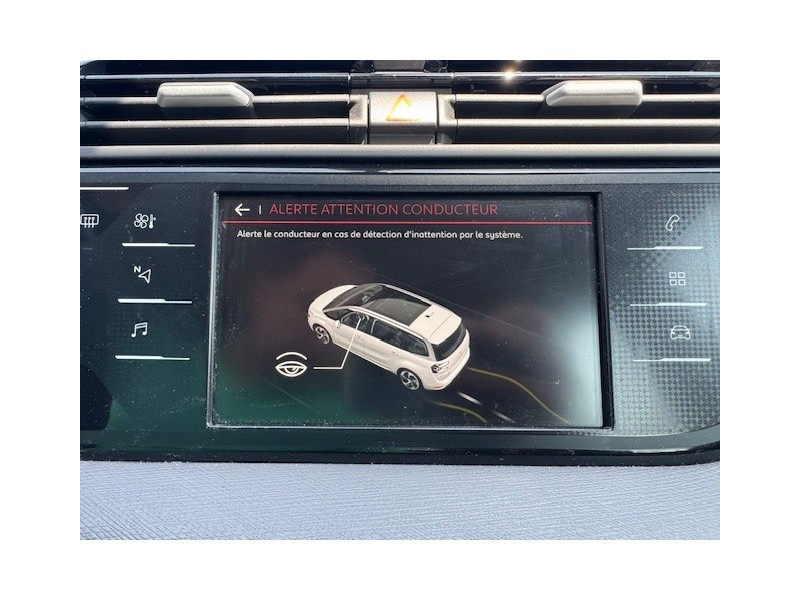 ALERTE ATTENTION CONDUCTEUR
Alerte le conducteur en cas de détection d'inattention par le système.
N